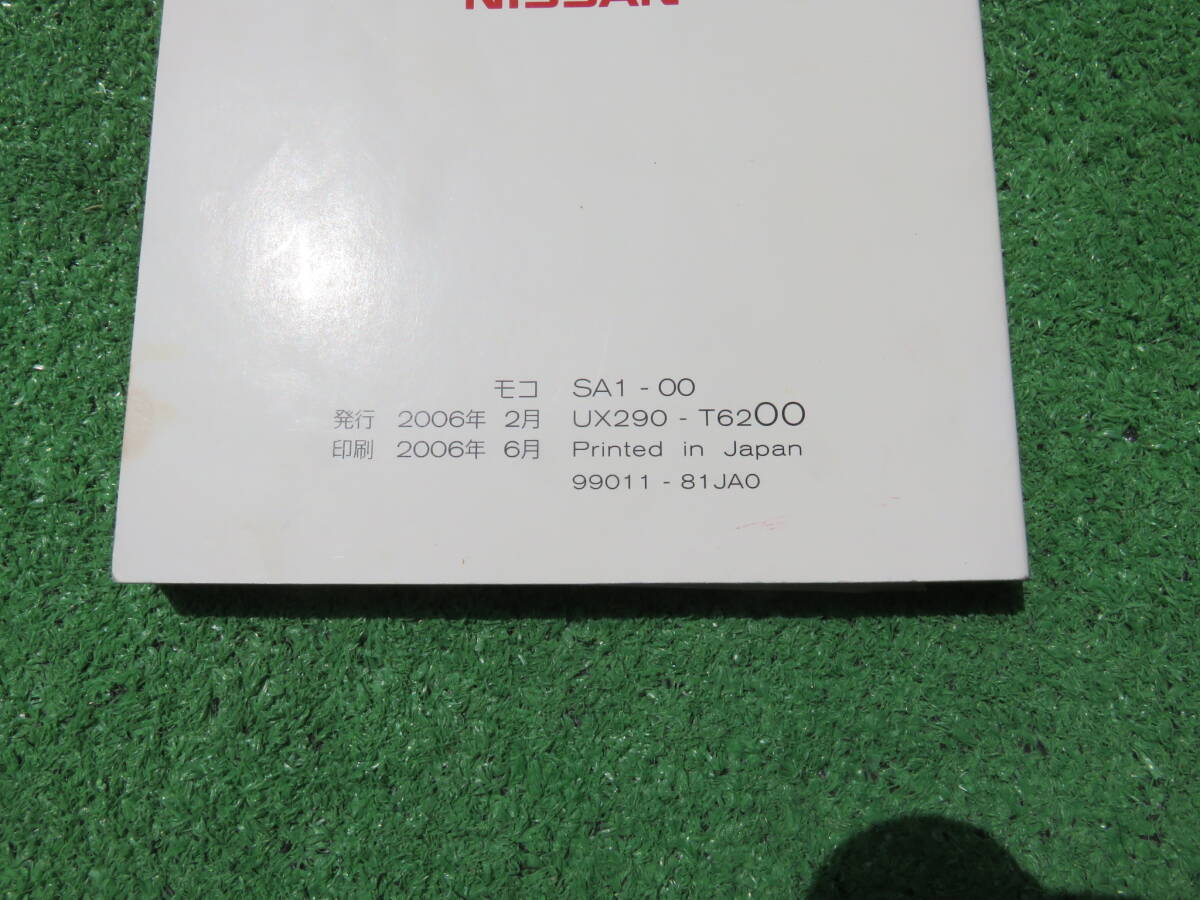 NISSAN
モコ SA1 - 00
発行 2006年 2月 UX290 - T6200
印刷 2006年 6月 Printed in Japan
99011 - 81JA0